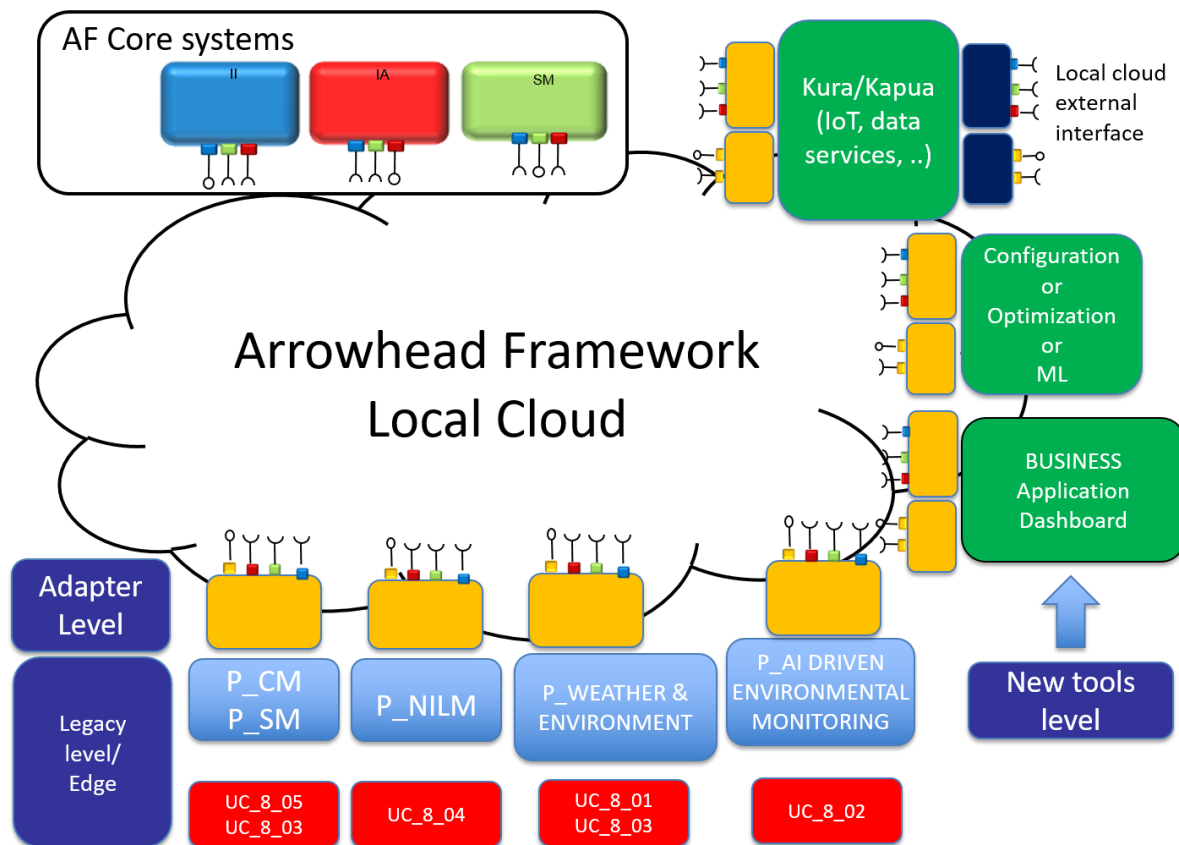 AF Core systems
II
IA
SM
Kura/Kapua
(IoT, data
services, ..)
Local cloud
external
interface
Configuration
or
Optimization
or
ML
Arrowhead Framework
Local Cloud
BUSINESS
Application
Dashboard
Adapter
Level
Legacy
level/
Edge
P_CM
P_SM
P_NILM
P_WEATHER &
ENVIRONMENT
P_AI DRIVEN
ENVIRONMENTAL
MONITORING
New tools
level
UC_8_05
UC_8_03
UC_8_04
UC_8_01
UC_8_03
UC_8_02